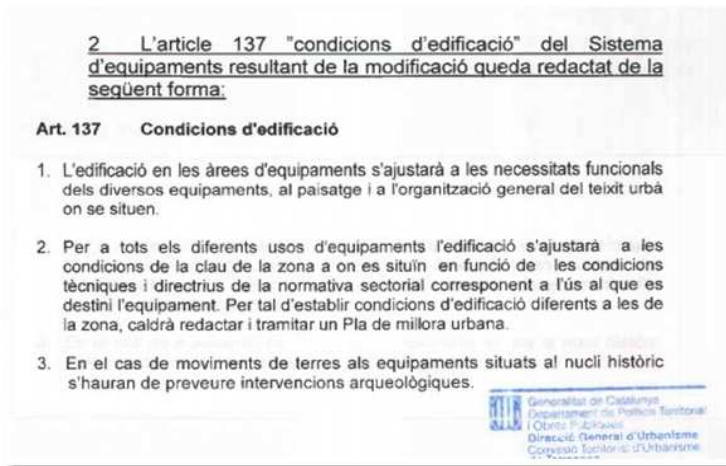 2 L'article 137 "condicions d'edificació" del Sistema
d'equipaments resultant de la modificació queda redactat de la
següent forma:
Art. 137 Condicions d'edificació
1. L'edificació en les àrees d'equipaments s'ajustarà a les necessitats funcionals
dels diversos equipaments, al paisatge i a l'organització general del teixit urbà
on se situen.
2. Per a tots els diferents usos d'equipaments l'edificació s'ajustarà a les
condicions de la clau de la zona a on es situïn en funció de les condicions
tècniques i directrius de la normativa sectorial corresponent a l'ús al que es
destini l'equipament. Per tal d'establir condicions d'edificació diferents a les de
la zona, caldrà redactar i tramitar un Pla de millora urbana.
3. En el cas de moviments de terres als equipaments situats al nucli històric
s'hauran de preveure intervencions arqueològiques.
Generalitat de Catalunya
Departament de Política Territorial
i Obres Públiques
Direcció General d'Urbanisme
Comissió Territorial d'Urbanisme